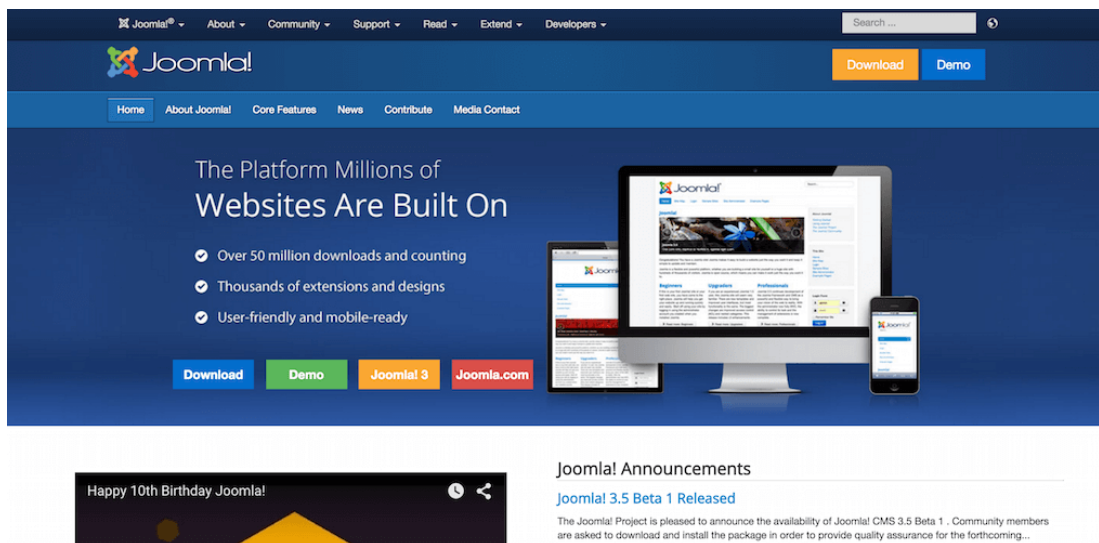 Joomla!® About Community Support Read Extend Developers Search ...
Joomla! Download Demo
Home About Joomla! Core Features News Contribute Media Contact
The Platform Millions of
Websites Are Built On
Over 50 million downloads and counting
Thousands of extensions and designs
User-friendly and mobile-ready
Download Demo Joomla! 3 Joomla.com
Joomla!
Joomla!
Beginners Upgraders Professionals
Happy 10th Birthday Joomla!
Joomla! Announcements
Joomla! 3.5 Beta 1 Released
The Joomla! Project is pleased to announce the availability of Joomla! CMS 3.5 Beta 1 . Community members
are asked to download and install the package in order to provide quality assurance for the forthcoming...